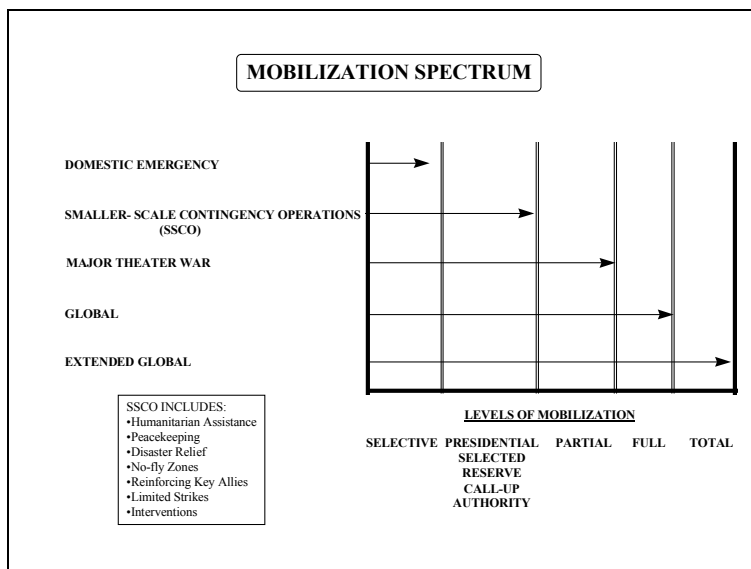 MOBILIZATION SPECTRUM
DOMESTIC EMERGENCY
SMALLER- SCALE CONTINGENCY OPERATIONS
(SSCO)
MAJOR THEATER WAR
GLOBAL
EXTENDED GLOBAL
SSCO INCLUDES:
•Humanitarian Assistance
•Peacekeeping
•Disaster Relief
•No-fly Zones
•Reinforcing Key Allies
•Limited Strikes
•Interventions
LEVELS OF MOBILIZATION
SELECTIVE PRESIDENTIAL PARTIAL FULL TOTAL
SELECTED
RESERVE
CALL-UP
AUTHORITY